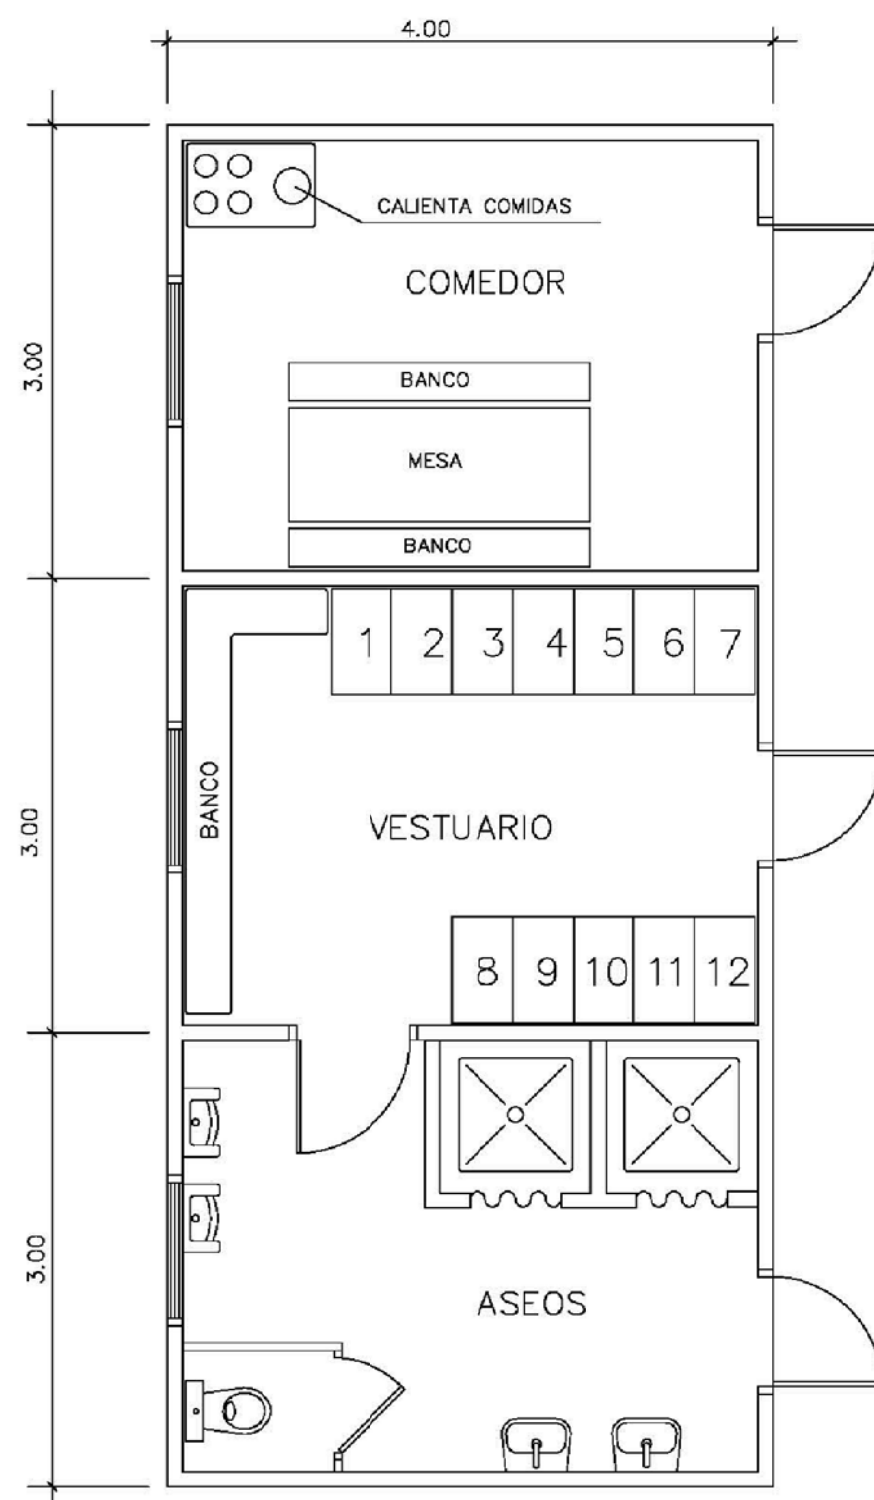 4.00
CALIENTA COMIDAS
COMEDOR
3.00
BANCO
MESA
BANCO
1 2 3 4 5 6 7
BANCO
3.00
VESTUARIO
8 9 10 11 12
3.00
ASEOS